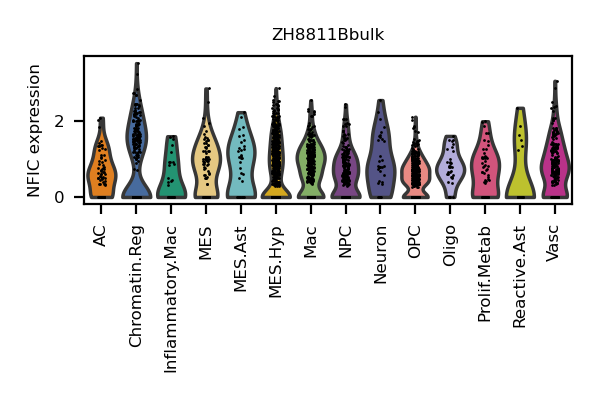 ZH8811Bbulk
NFIC expression
2
0
AC
Chromatin.Reg
Inflammatory.Mac
MES
MES.Ast
MES.Hyp
Mac
NPC
Neuron
OPC
Oligo
Prolif.Metab
Reactive.Ast
Vasc